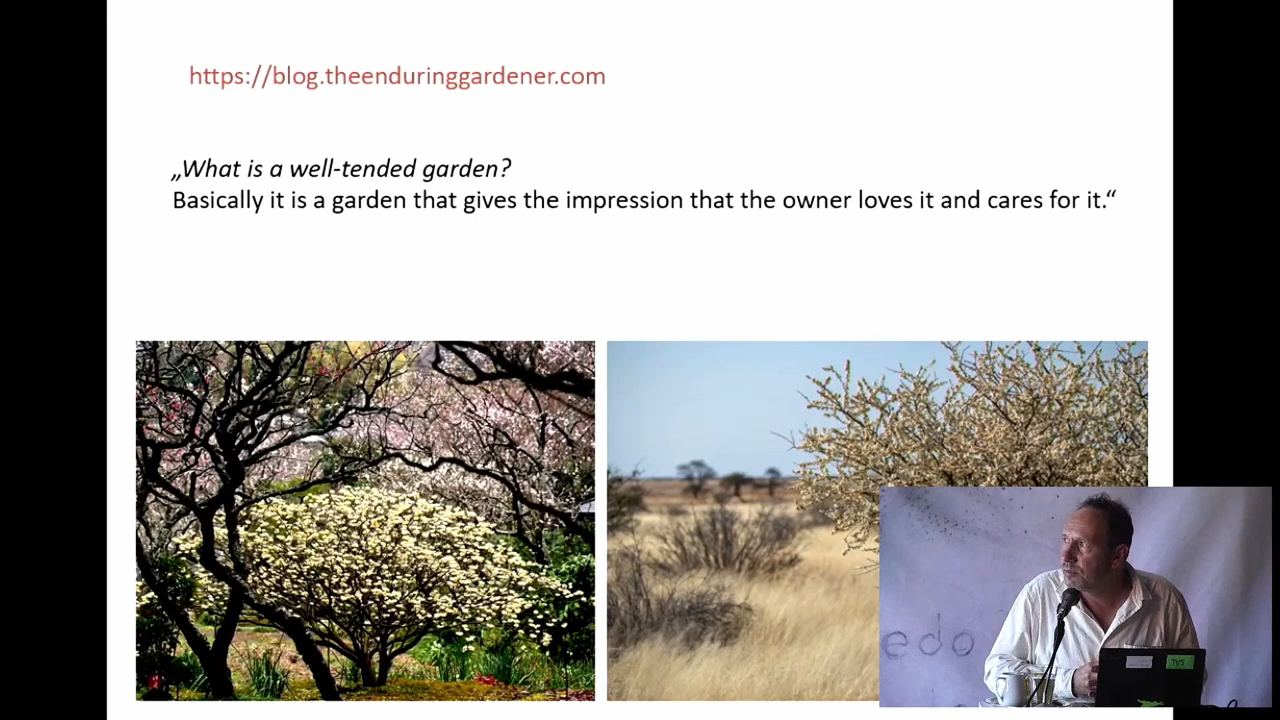 https://blog.theenduringgardener.com
„What is a well-tended garden?
Basically it is a garden that gives the impression that the owner loves it and cares for it.“
edo
TAS